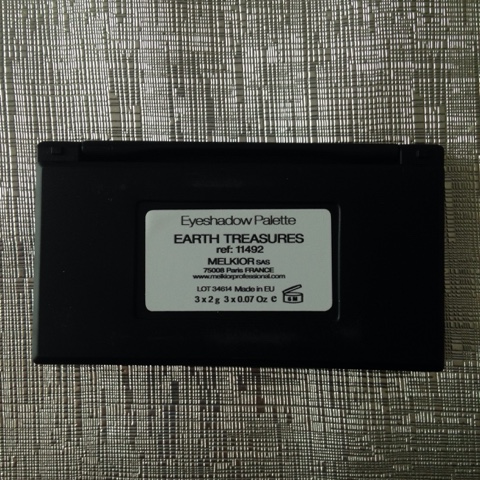 Eyeshadow Palette
EARTH TREASURES
ref: 11492
MELKIOR SAS
75008 Paris FRANCE
www.melkiorprofessional.com
LOT 34614 Made in EU
3 x 2 g 3 x 0.07 Oz e 6 M